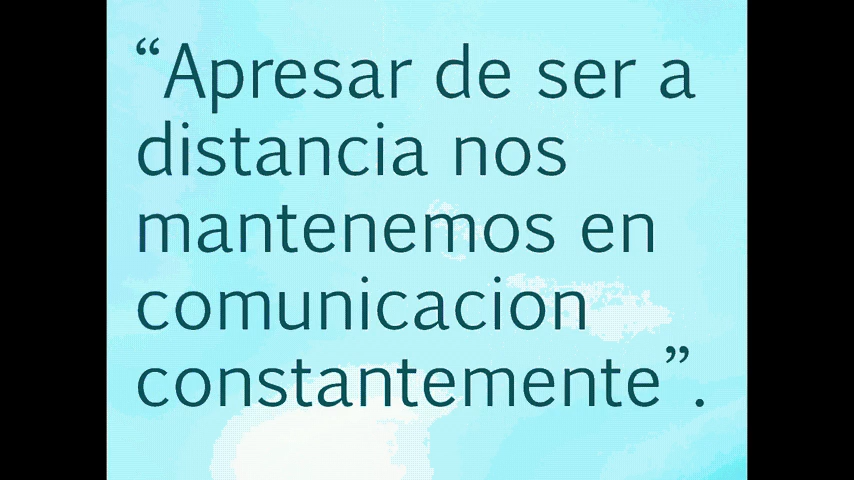 “Apresar de ser a
distancia nos
mantenemos en
comunicacion
constantemente”.